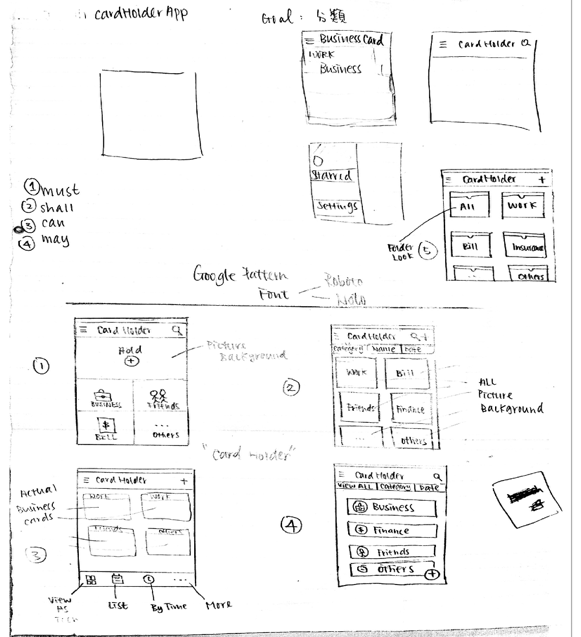 cardHolder App
Goal: 分類
① must
② shall
③ can
④ may
≡ Business Card
WORK
Business
≡ Card Holder
Starrd
Settings
≡ CardHolder +
All
Work
Bill
Insurance
...
others
Folder
Look ⑤
Google Pattern
Font
Roboto
Noto
①
≡ Card Holder
Hold
+
BUSINESS
Friends
$
BILL
...
Others
Picture
Background
②
≡ CardHolder
Category
Name
Date
Work
Bill
Friends
Finance
...
others
ALL
Picture
Background
"Card Holder"
③
≡ Card Holder +
Work
Work
Friends
others
Actual
Business
cards
View
As
List
By Time
...
More
④
≡ Card Holder
VIEW ALL
Category
Date
Business
Finance
Friends
Others
+